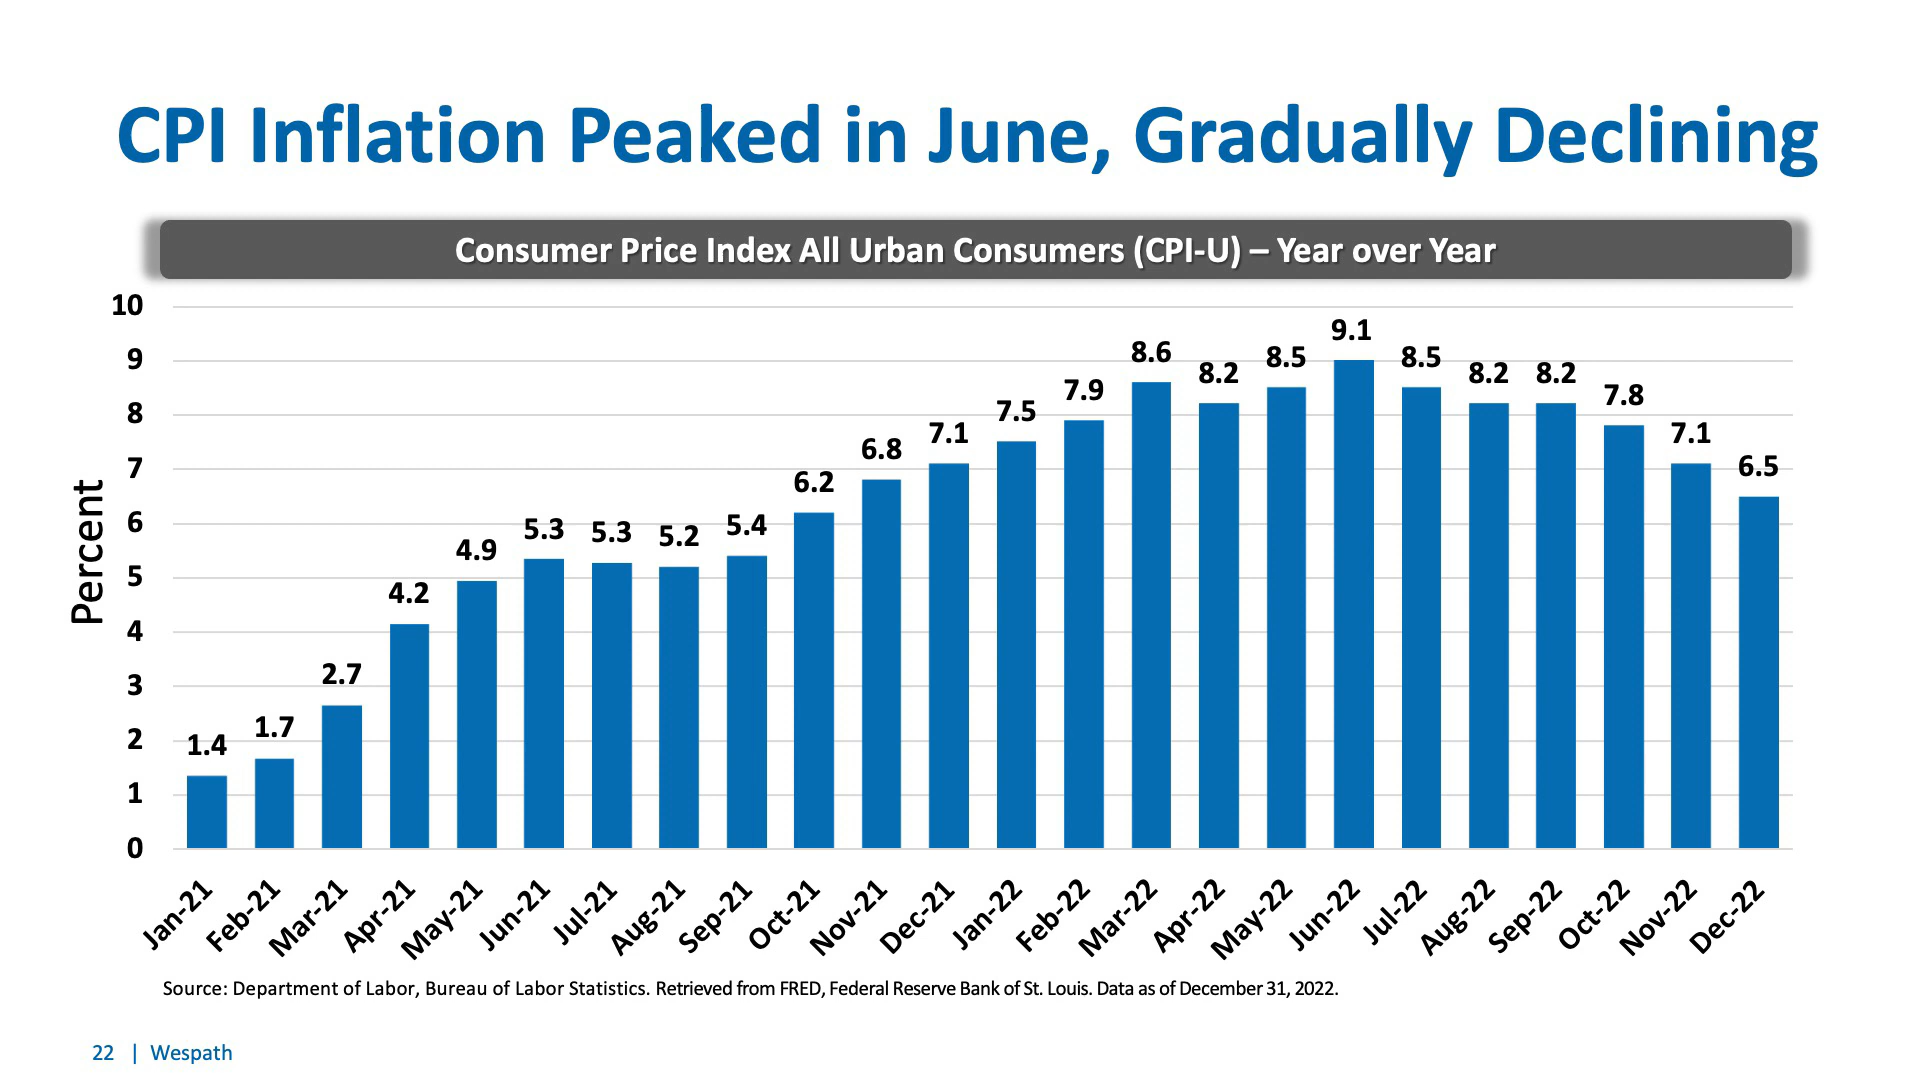 CPI Inflation Peaked in June, Gradually Declining
Consumer Price Index All Urban Consumers (CPI-U) – Year over Year
Percent
10
9
8
7
6
5
4
3
2
1
0
1.4
1.7
2.7
4.2
4.9
5.3
5.3
5.2
5.4
6.2
6.8
7.1
7.5
7.9
8.6
8.2
8.5
9.1
8.5
8.2
8.2
7.8
7.1
6.5
Jan-21
Feb-21
Mar-21
Apr-21
May-21
Jun-21
Jul-21
Aug-21
Sep-21
Oct-21
Nov-21
Dec-21
Jan-22
Feb-22
Mar-22
Apr-22
May-22
Jun-22
Jul-22
Aug-22
Sep-22
Oct-22
Nov-22
Dec-22
Source: Department of Labor, Bureau of Labor Statistics. Retrieved from FRED, Federal Reserve Bank of St. Louis. Data as of December 31, 2022.
22 | Wespath